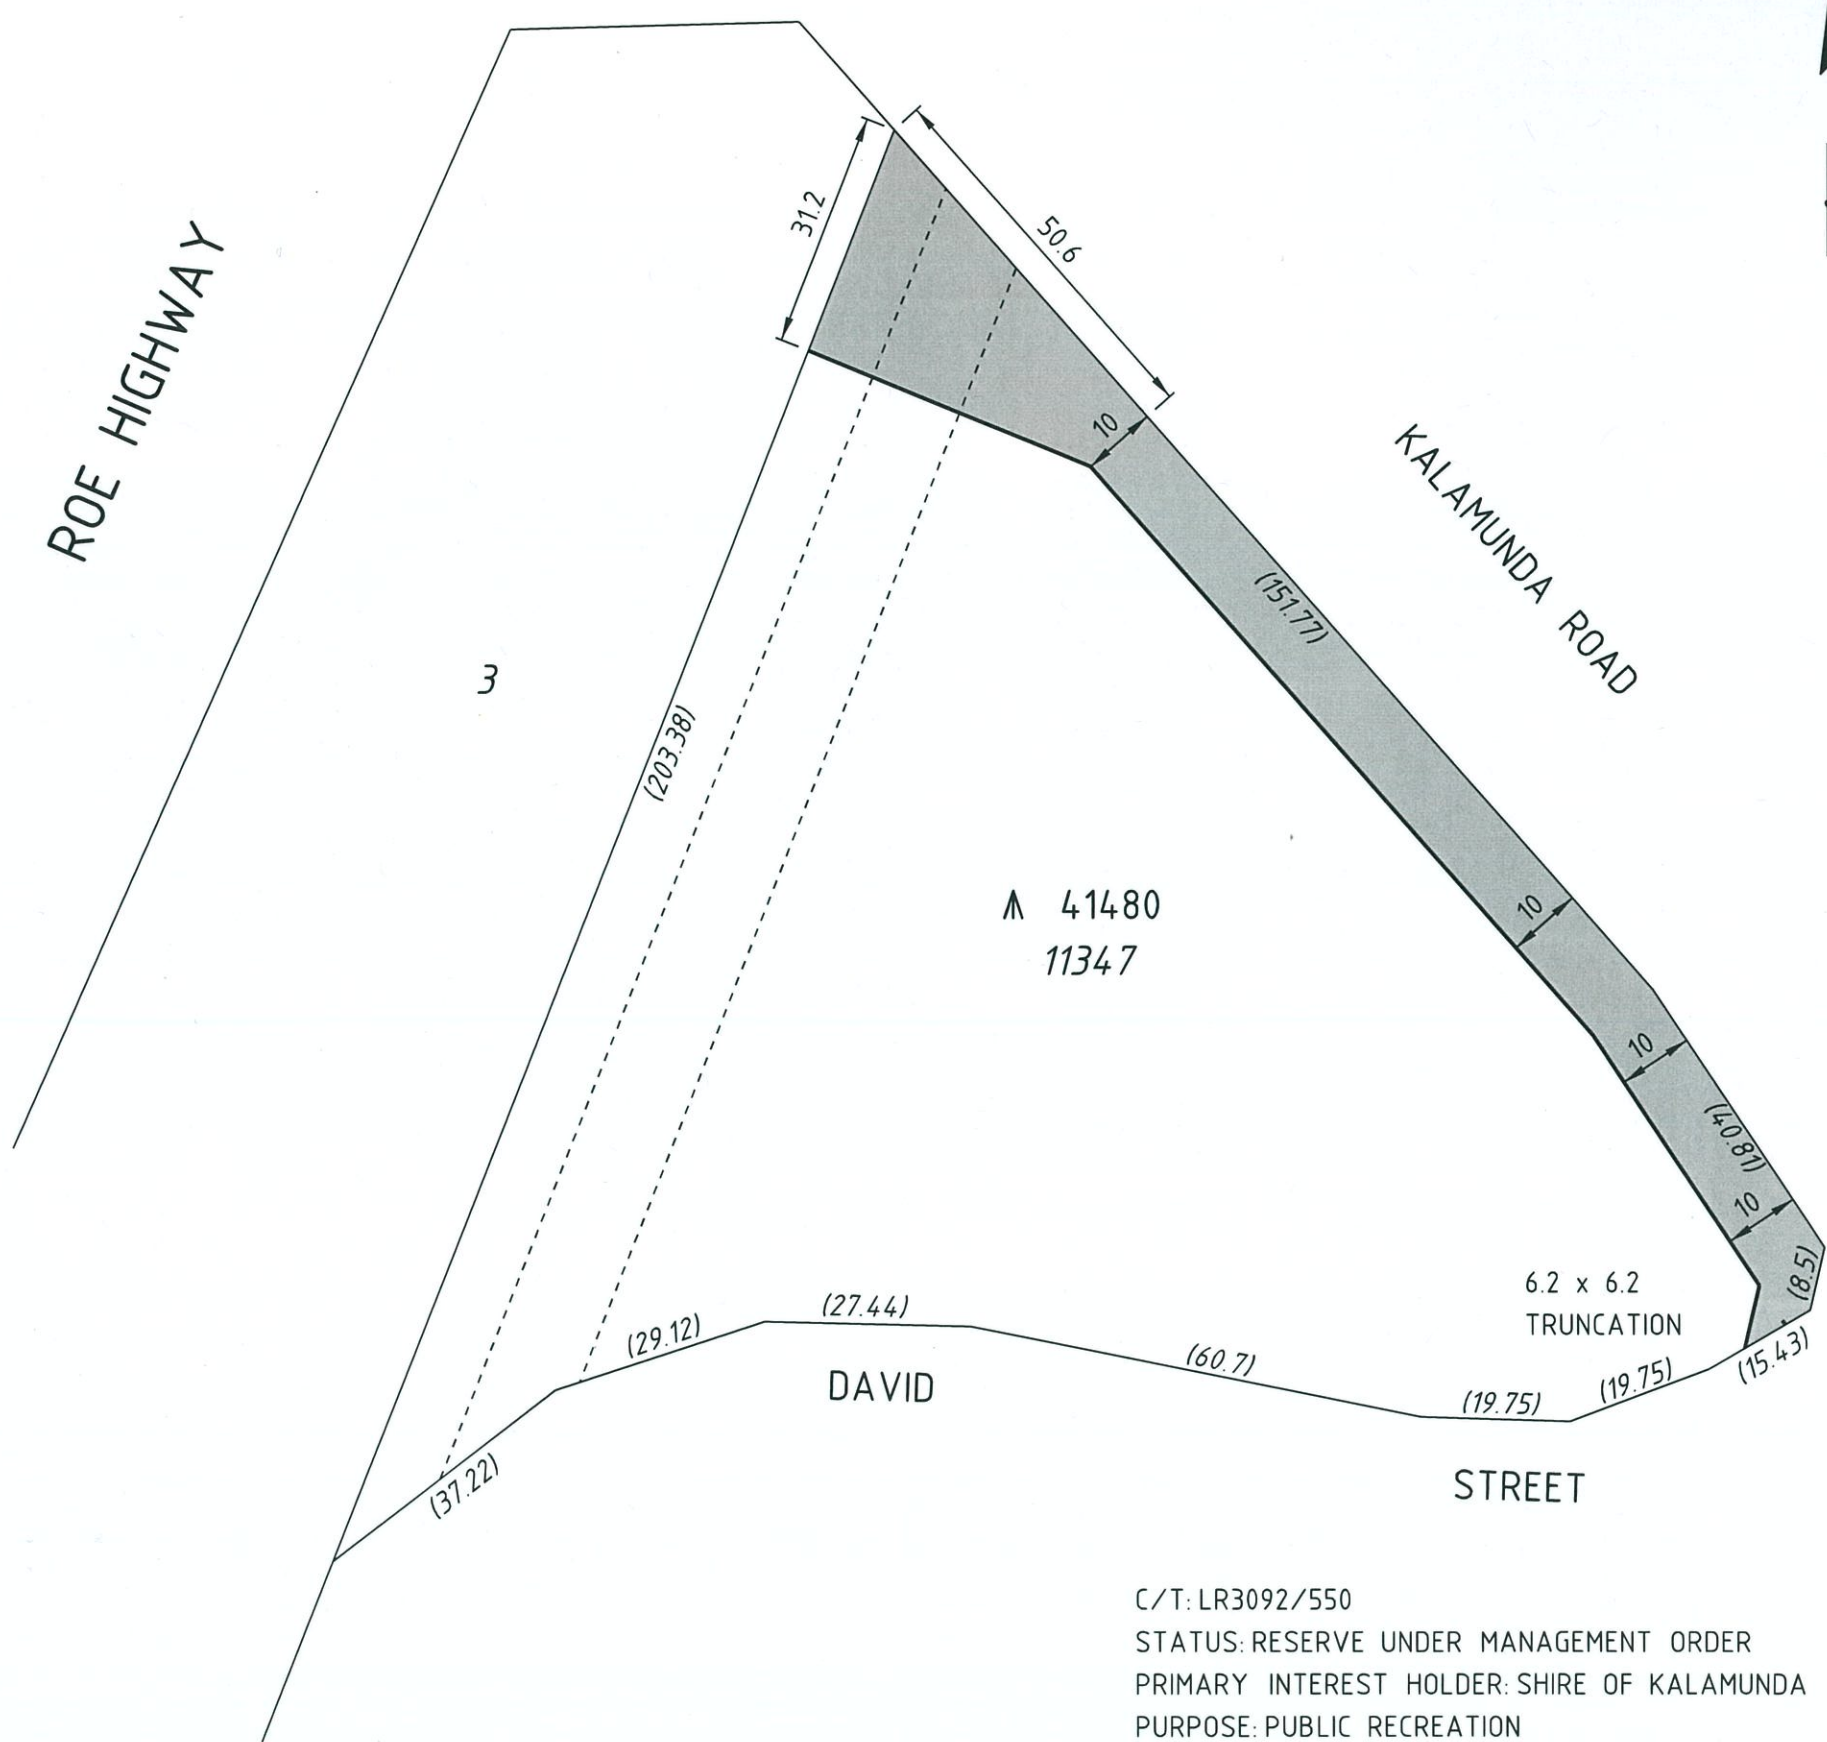 31.2
50.6
ROE HIGHWAY
10
KALAMUNDA ROAD
(151.77)
3
(203.38)
41480
11347
10
10
(40.81)
10
(8.5)
6.2 x 6.2
TRUNCATION
(27.44)
(29.12)
(60.7)
(15.43)
DAVID
(19.75)
(19.75)
(37.22)
STREET
C/T: LR3092/550
STATUS: RESERVE UNDER MANAGEMENT ORDER
PRIMARY INTEREST HOLDER: SHIRE OF KALAMUNDA
PURPOSE: PUBLIC RECREATION